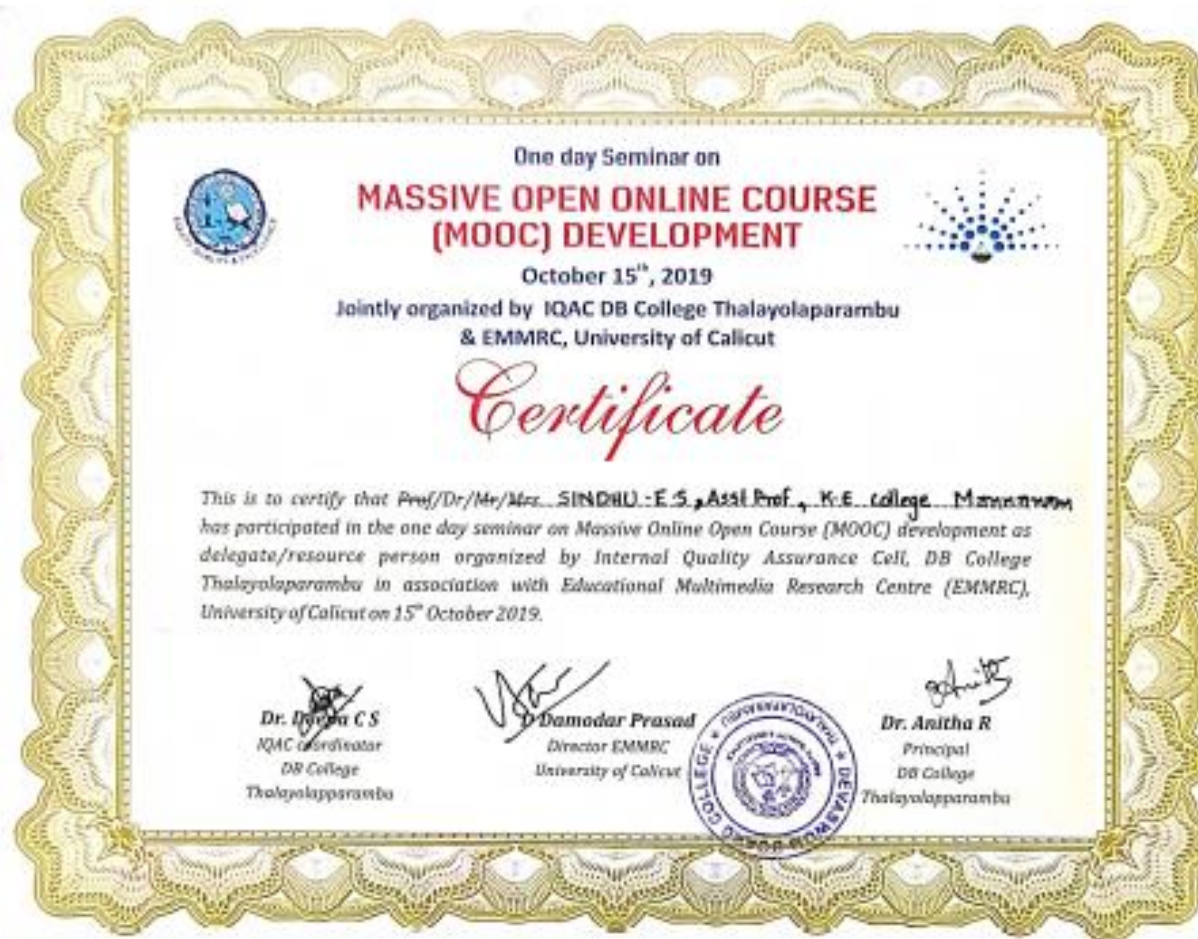 One day Seminar on
MASSIVE OPEN ONLINE COURSE
(MOOC) DEVELOPMENT
October 15th, 2019
Jointly organized by IQAC DB College Thalayolaparambu
& EMMRC, University of Calicut
Certificate
This is to certify that Prof/Dr/Mr/Mrs SINDHU - E S, Asst Prof, K.E College Mannanam
has participated in the one day seminar on Massive Online Open Course (MOOC) development as
delegate/resource person organized by Internal Quality Assurance Cell, DB College
Thalayolaparambu in association with Educational Multimedia Research Centre (EMMRC),
University of Calicut on 15th October 2019.
Dr. Deepa C S
IQAC coordinator
DB College
Thalayolapparambu
Damodar Prasad
Director EMMRC
University of Calicut
DEVASWOM BOARD COLLEGE
Dr. Anitha R
Principal
DB College
Thalayolapparambu